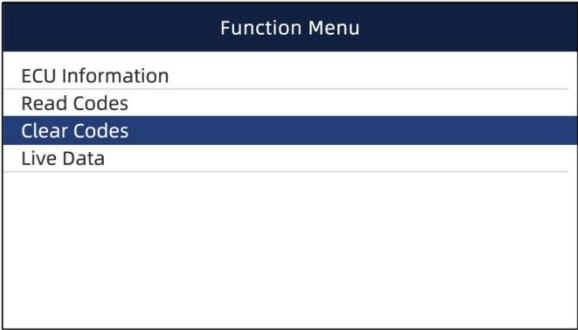 Function Menu
ECU Information
Read Codes
Clear Codes
Live Data